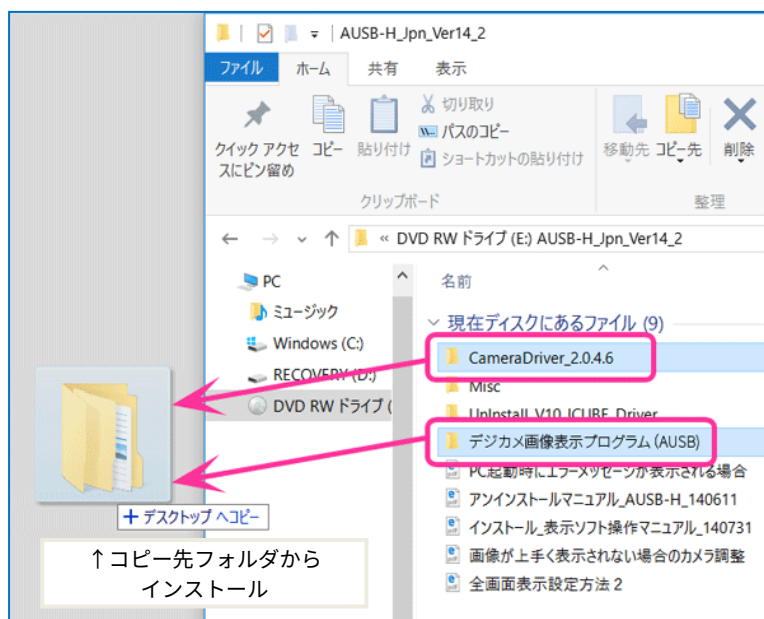 AUSB-H_Jpn_Ver14_2
ファイル ホーム 共有 表示
クイック アクセスにピン留め
コピー
貼り付け
切り取り
パスのコピー
ショートカットの貼り付け
移動先 コピー先 削除
クリップボード
整理
« DVD RW ドライブ (E:) AUSB-H_Jpn_Ver14_2
PC
ミュージック
Windows (C:)
RECOVERY (D:)
DVD RW ドライブ (
名前
現在ディスクにあるファイル (9)
CameraDriver_2.0.4.6
Misc
UnInstall_V10_ICUBE_Driver
デジカメ画像表示プログラム (AUSB)
PC起動時にエラーメッセージが表示される場合
アンインストールマニュアル_AUSB-H_140611
インストール_表示ソフト操作マニュアル_140731
画像が上手く表示されない場合のカメラ調整
全画面表示設定方法2
+ デスクトップ へコピー
↑コピー先フォルダから
インストール